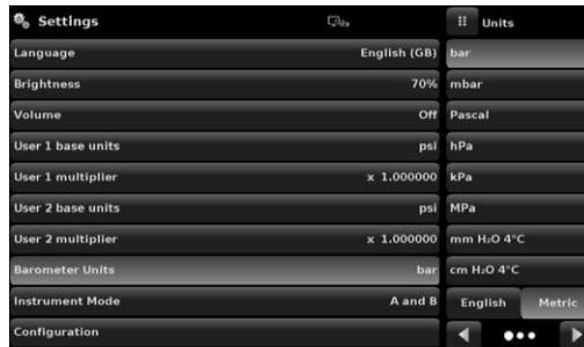 Settings
Language English (GB)
Brightness 70%
Volume Off
User 1 base units psi
User 1 multiplier x 1.000000
User 2 base units psi
User 2 multiplier x 1.000000
Barometer Units bar
Instrument Mode A and B
Configuration
Units
bar
mbar
Pascal
hPa
kPa
MPa
mm H₂O 4°C
cm H₂O 4°C
English Metric